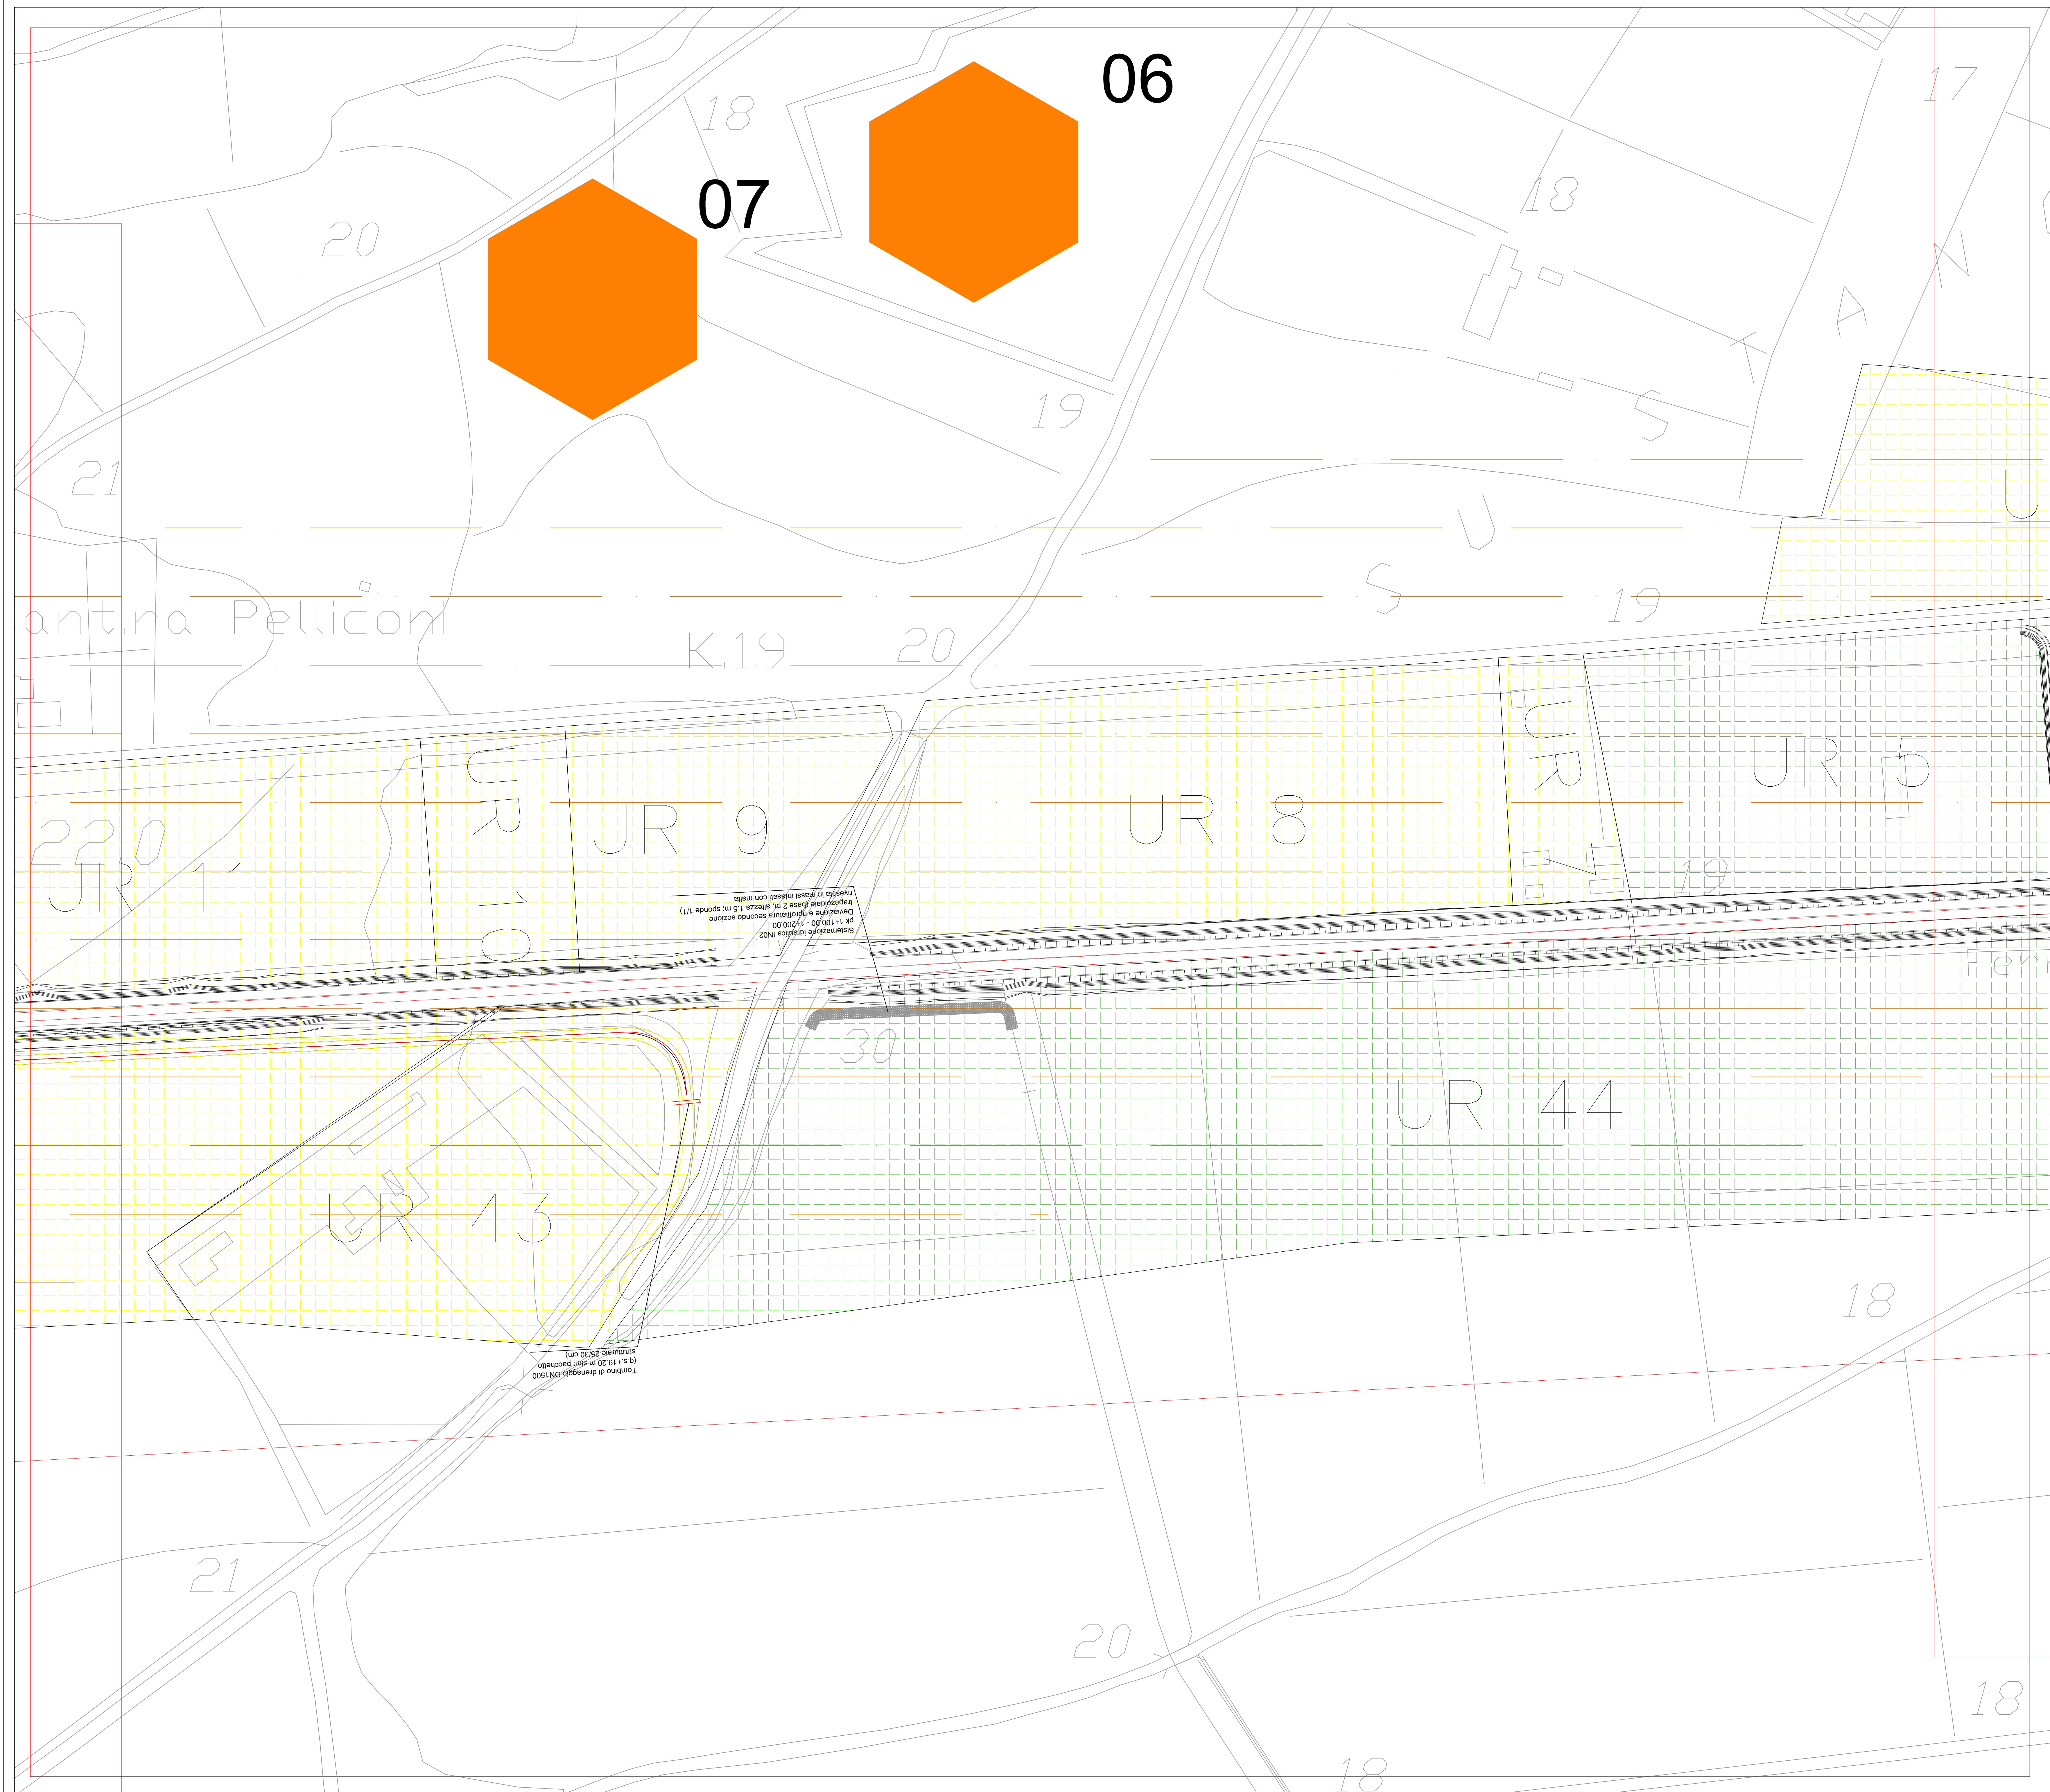 06
17
18
07
18
20
N
A
T
19
S
21
U
U
S
19
ant.na Pelliconi
K.19
20
UR 5
UR
7
UR 8
UR 9
UR 10
220
UR 11
19
Sistemazione idraulica IN02
pk 1+100.00 - 1+200.00
Deviazione e riprofilatura secondo sezione
trapezoidale (base 2 m, altezza 1.5 m; sponde 1/1)
rivestita in massi intasati con malta
Ferr
30
UR 44
UR 43
18
Tombino di drenaggio DN1500
(q.s.+19.20 m slm; pacchetto
strutturale 25/30 cm)
21
20
18
18